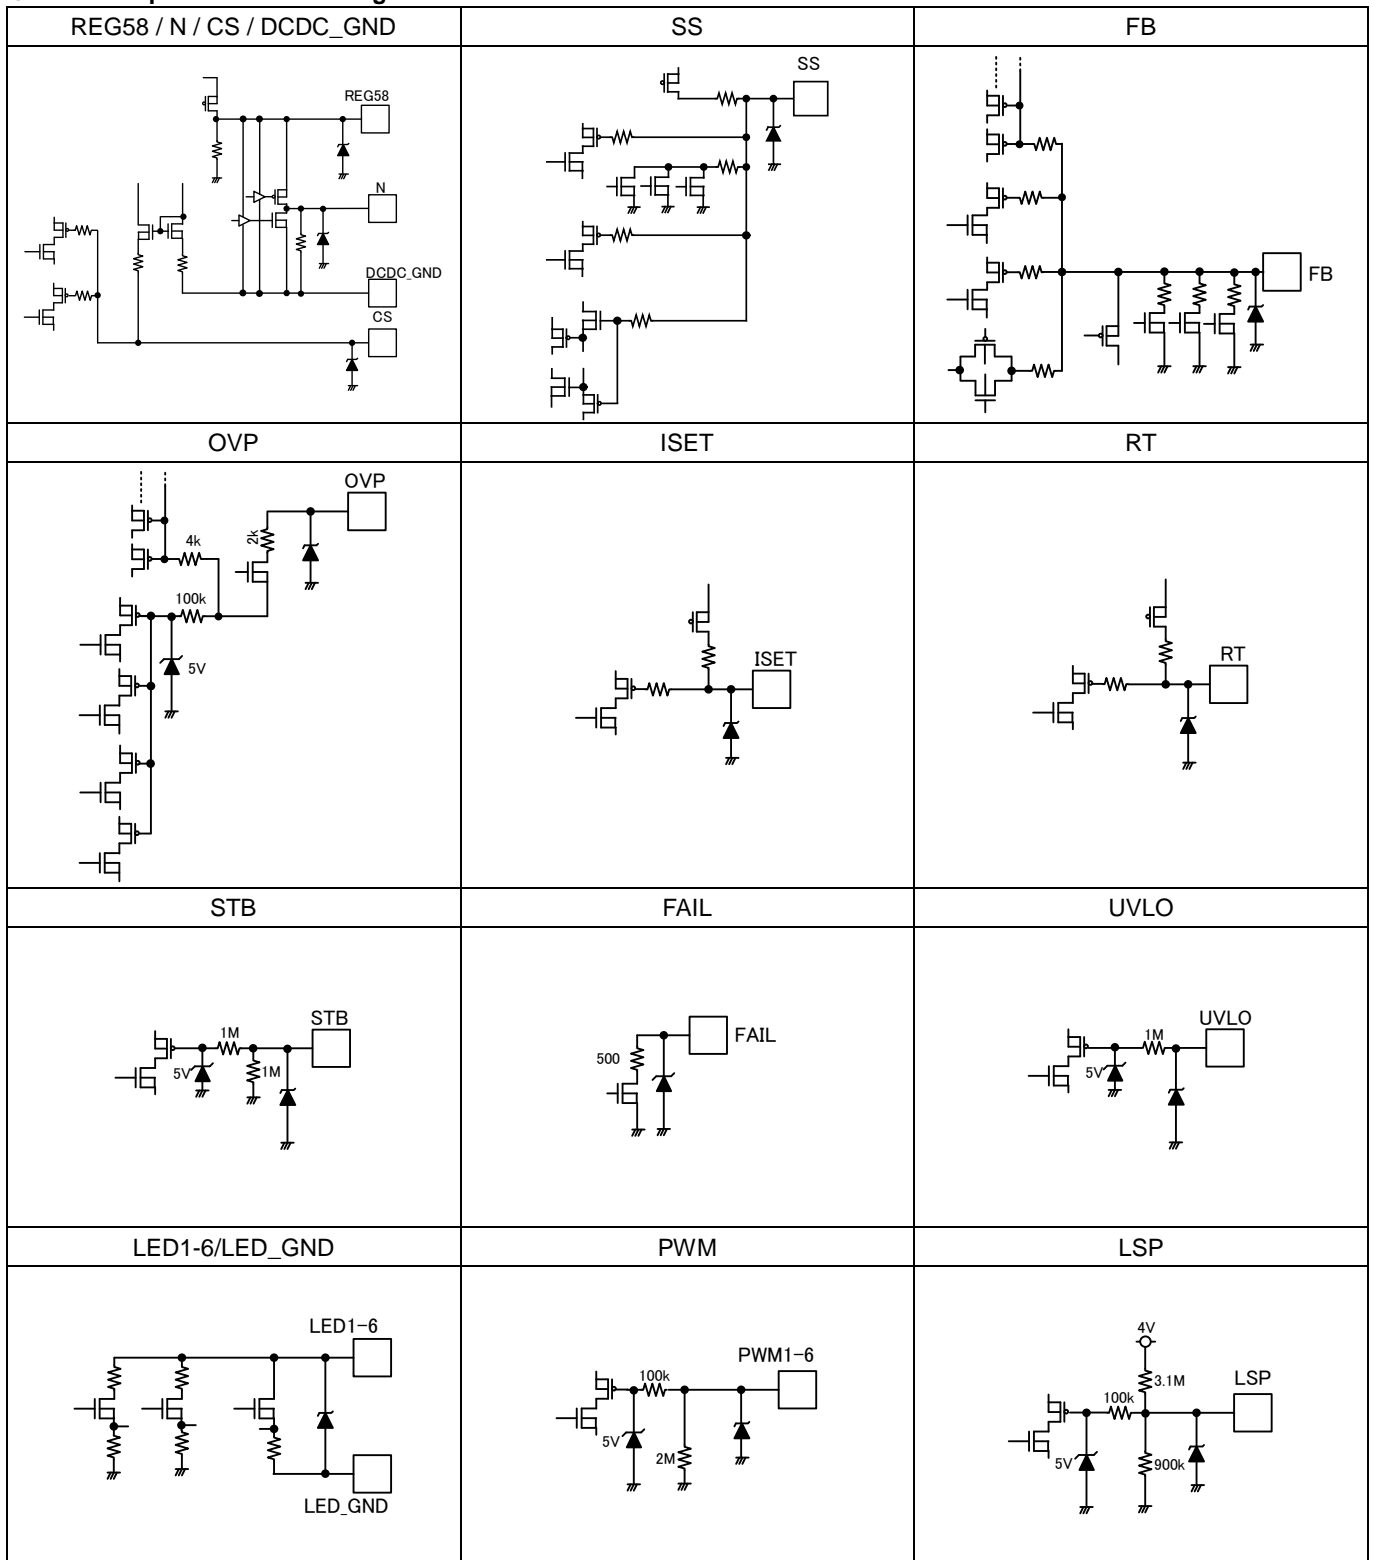 REG58 / N / CS / DCDC_GND
SS
FB
REG58
N
DCDC_GND
CS
SS
FB
OVP
ISET
RT
OVP
2k
4k
100k
5V
ISET
RT
STB
FAIL
UVLO
STB
1M
5V
1M
FAIL
500
UVLO
1M
5V
LED1-6/LED_GND
PWM
LSP
LED1-6
LED_GND
PWM1-6
100k
5V
2M
4V
3.1M
LSP
100k
5V
900k